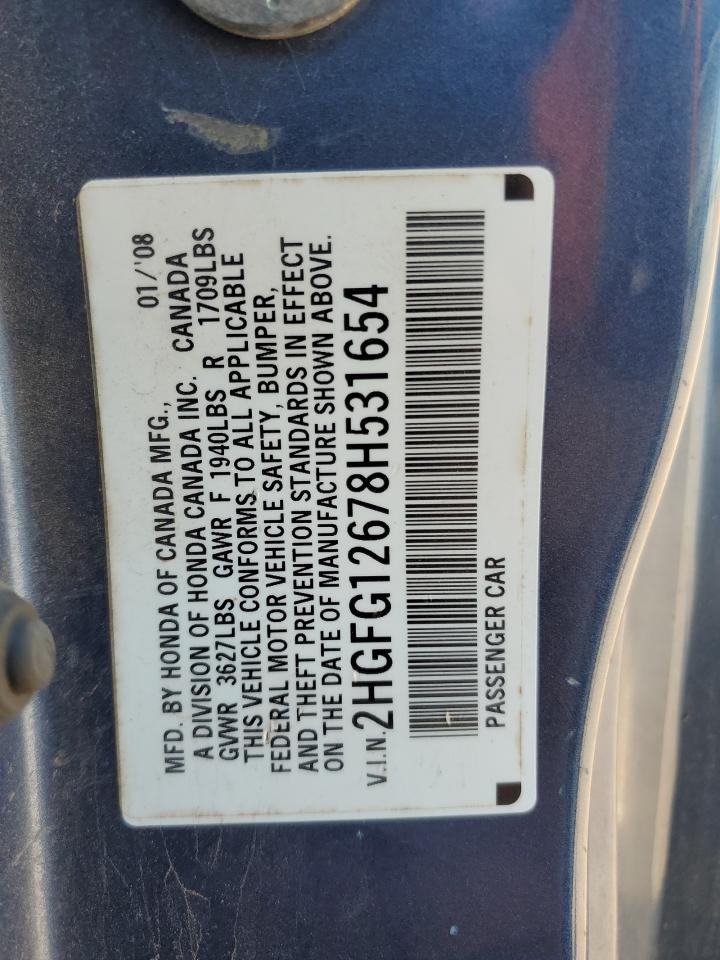 MFD. BY HONDA OF CANADA MFG., 01/'08
A DIVISION OF HONDA CANADA INC. CANADA
GVWR 3627LBS GAWR F 1940LBS R 1709LBS
THIS VEHICLE CONFORMS TO ALL APPLICABLE
FEDERAL MOTOR VEHICLE SAFETY, BUMPER,
AND THEFT PREVENTION STANDARDS IN EFFECT
ON THE DATE OF MANUFACTURE SHOWN ABOVE.
V.I.N. 2HGFG12678H531654
PASSENGER CAR